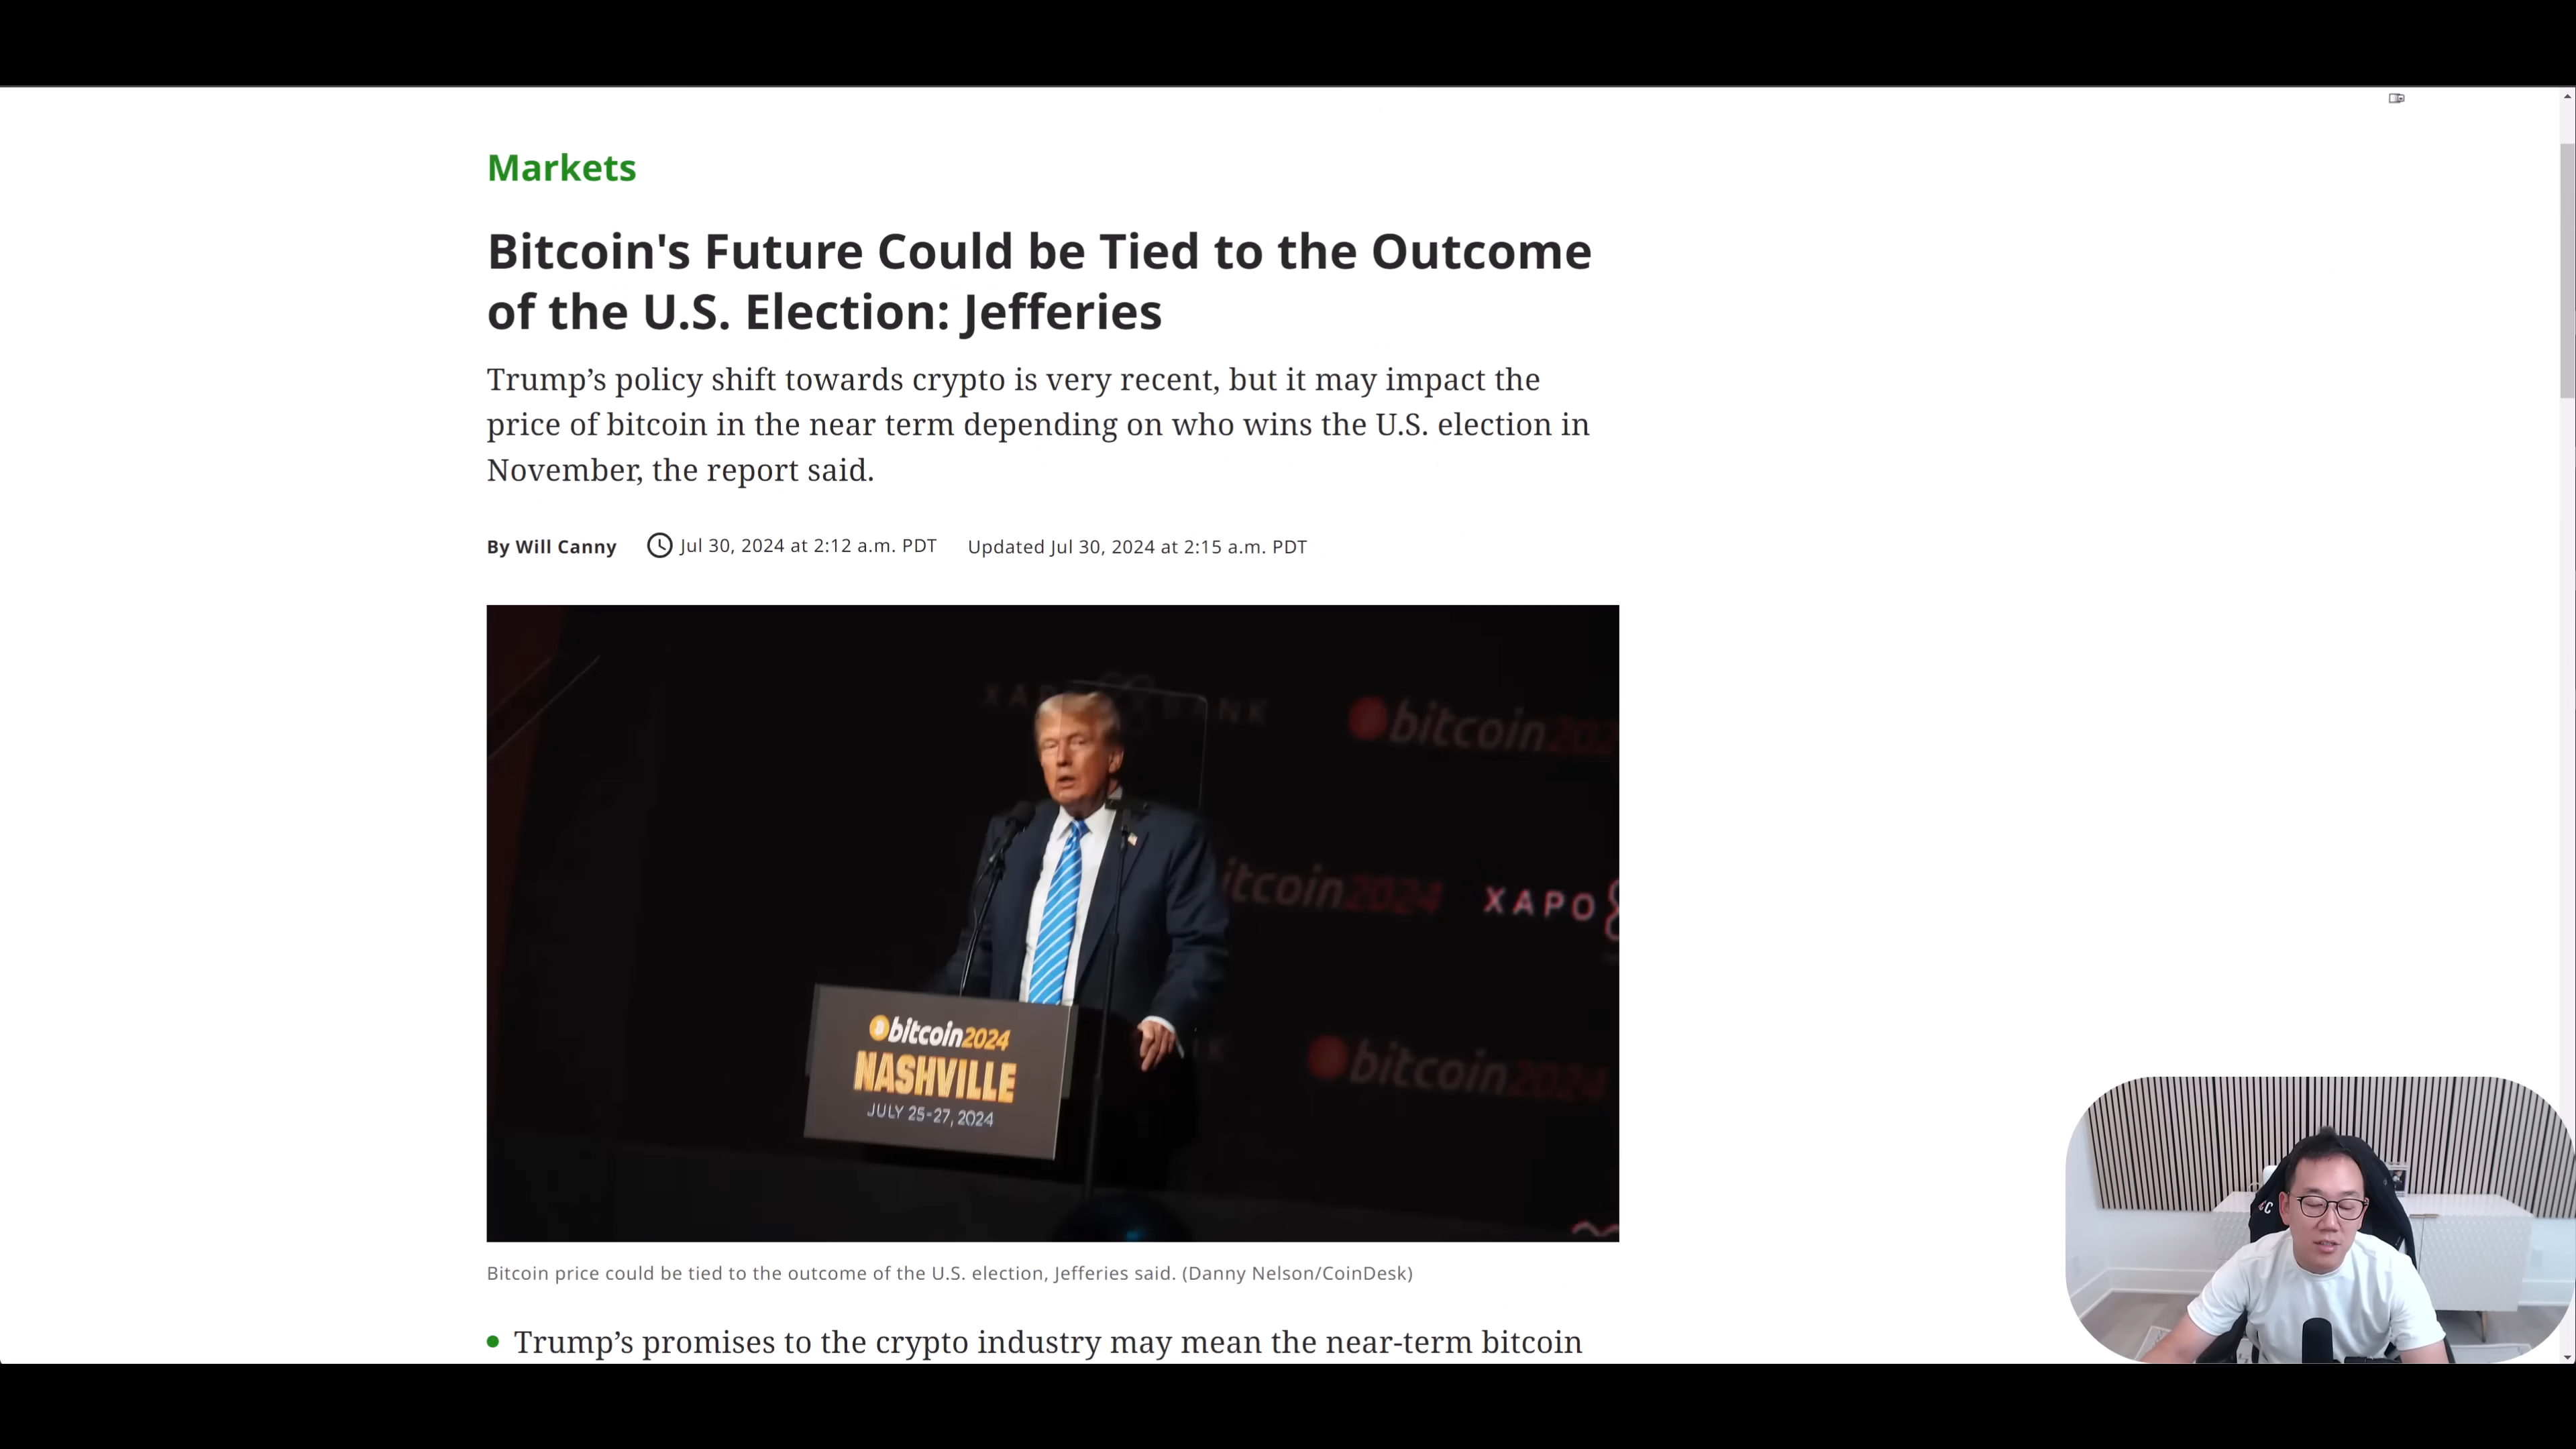 Markets
Bitcoin's Future Could be Tied to the Outcome
of the U.S. Election: Jefferies
Trump’s policy shift towards crypto is very recent, but it may impact the
price of bitcoin in the near term depending on who wins the U.S. election in
November, the report said.
By Will Canny Jul 30, 2024 at 2:12 a.m. PDT Updated Jul 30, 2024 at 2:15 a.m. PDT
BANK
bitcoin202
itcoin2024 XAPO
bitcoin2024
bitcoin2024
NASHVILLE
JULY 25-27, 2024
Bitcoin price could be tied to the outcome of the U.S. election, Jefferies said. (Danny Nelson/CoinDesk)
Trump’s promises to the crypto industry may mean the near-term bitcoin